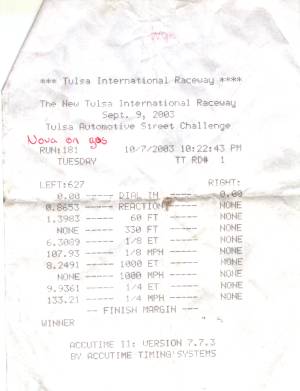 *** Tulsa International Raceway ****
The New Tulsa International Raceway
Sept. 9, 2003
Tulsa Automotive Street Challenge
Nova on gas
RUN:181 10/7/2003 10:22:43 PM
TUESDAY TT RD# 1
LEFT:627 RIGHT:
0.00 ----- DIAL IN ----- 0.00
0.8653 ----- REACTION ----- NONE
1.3983 ----- 60 FT ----- NONE
NONE ----- 330 FT ----- NONE
6.3089 ----- 1/8 ET ----- NONE
107.93 ----- 1/8 MPH ----- NONE
8.2491 ----- 1000 ET ----- NONE
NONE ----- 1000 MPH ----- NONE
9.9361 ----- 1/4 ET ----- NONE
133.21 ----- 1/4 MPH ----- NONE
-- FINISH MARGIN --
WINNER
ACCUTIME II: VERSION 7.7.3
BY ACCUTIME TIMING SYSTEMS